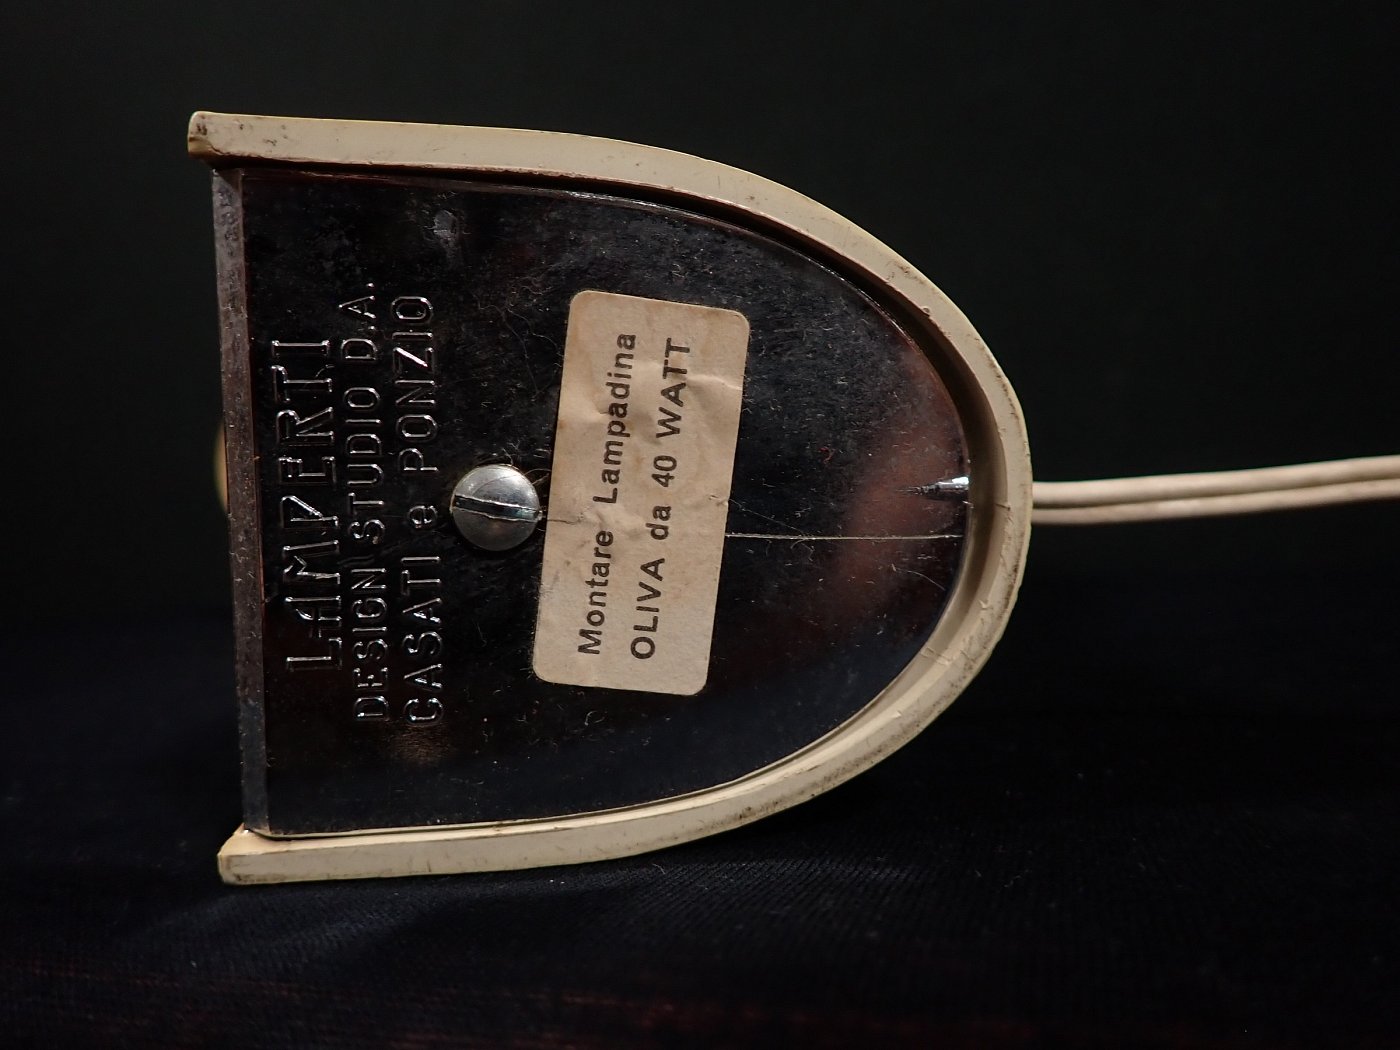 LAMPERTI
DESIGN STUDIO D.A.
CASATI e PONZIO
Montare Lampadina
OLIVA da 40 WATT